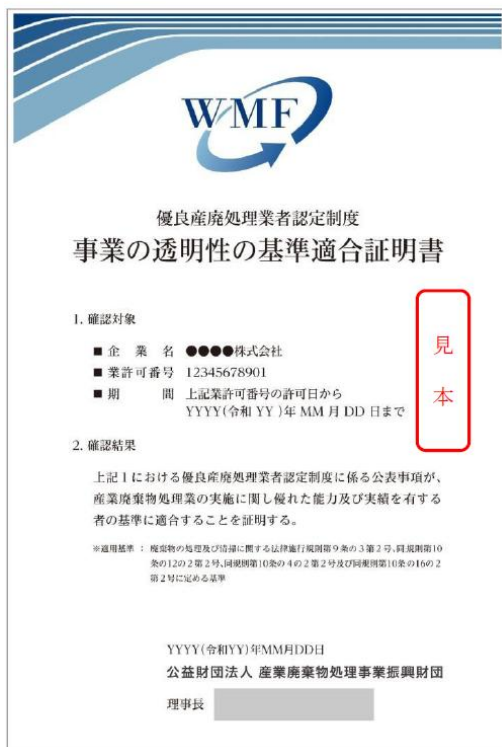 WMF
優良産廃処理業者認定制度
事業の透明性の基準適合証明書
1. 確認対象
■ 企 業 名 ●●●●株式会社
■ 業許可番号 12345678901
■ 期 間 上記業許可番号の許可日から
YYYY(令和 YY )年 MM 月 DD 日まで
見
本
2. 確認結果
上記1における優良産廃処理業者認定制度に係る公表事項が、
産業廃棄物処理業の実施に関し優れた能力及び実績を有する
者の基準に適合することを証明する。
※適用基準 : 廃棄物の処理及び清掃に関する法律施行規則第9条の3第2号、同規則第10
条の12の2第2号、同規則第10条の4の2第2号及び同規則第10条の16の2
第2号に定める基準
YYYY(令和YY)年MM月DD日
公益財団法人 産業廃棄物処理事業振興財団
理事長